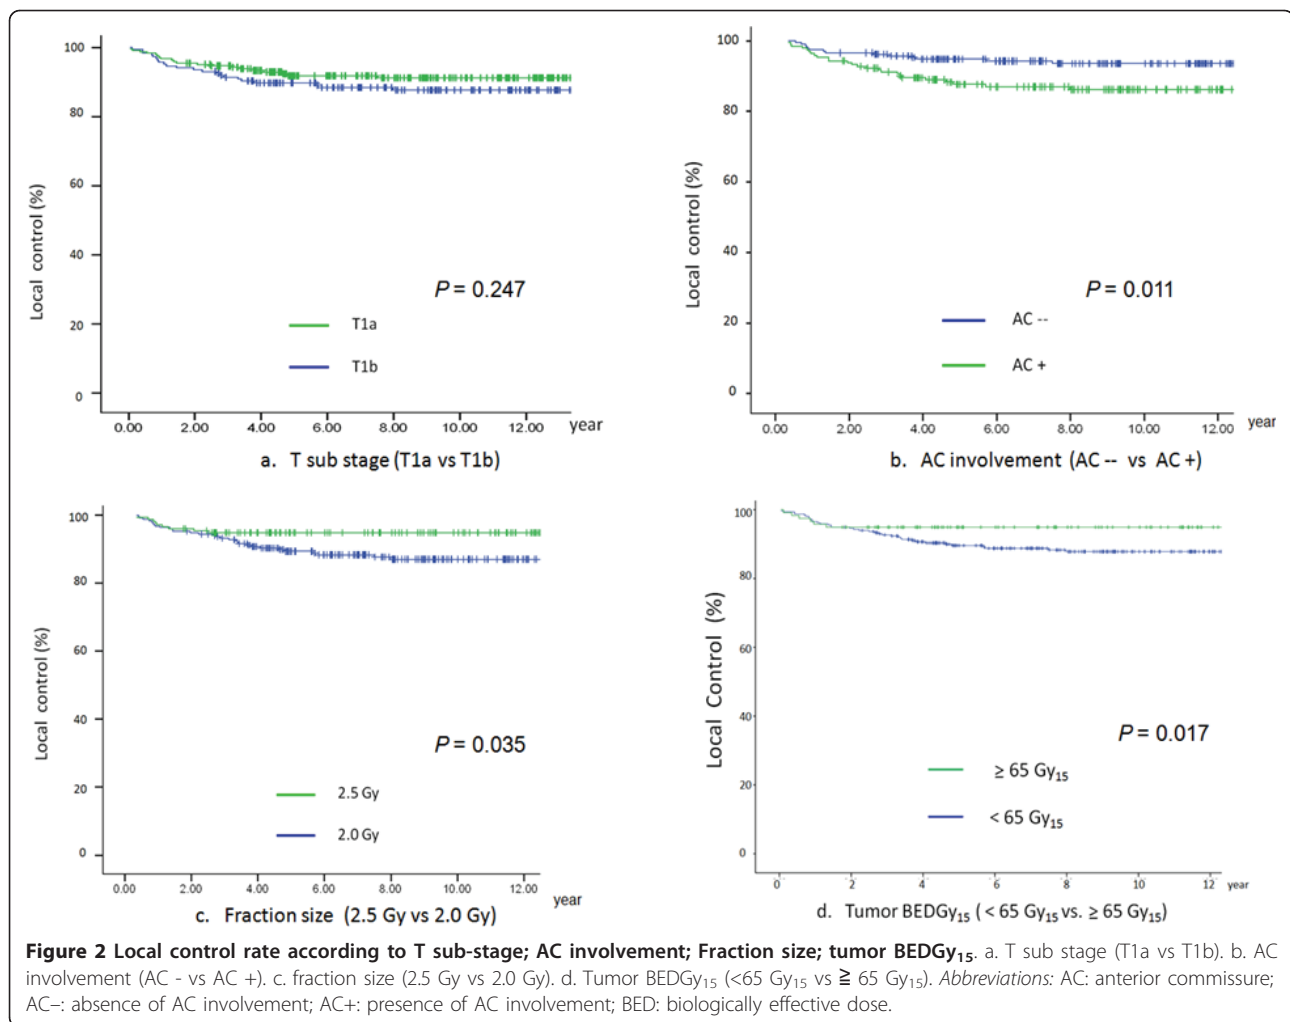 100
80
60
40
20
0
Local control (%)
P = 0.247
T1a
T1b
0.00 2.00 4.00 6.00 8.00 10.00 12.00 year
a. T sub stage (T1a vs T1b)
100
80
60
40
20
0
Local control (%)
P = 0.011
AC --
AC +
0.00 2.00 4.00 6.00 8.00 10.00 12.00 year
b. AC involvement (AC -- vs AC +)
100
80
60
40
20
0
Local control (%)
P = 0.035
2.5 Gy
2.0 Gy
0.00 2.00 4.00 6.00 8.00 10.00 12.00 year
c. Fraction size (2.5 Gy vs 2.0 Gy)
100
80
60
40
20
0
Local Control (%)
P = 0.017
≥ 65 Gy₁₅
< 65 Gy₁₅
0 2 4 6 8 10 12 year
d. Tumor BEDGy₁₅ ( < 65 Gy₁₅ vs. ≥ 65 Gy₁₅)
Figure 2 Local control rate according to T sub-stage; AC involvement; Fraction size; tumor BEDGy₁₅. a. T sub stage (T1a vs T1b). b. AC
involvement (AC - vs AC +). c. fraction size (2.5 Gy vs 2.0 Gy). d. Tumor BEDGy₁₅ (<65 Gy₁₅ vs ≧ 65 Gy₁₅). Abbreviations: AC: anterior commissure;
AC–: absence of AC involvement; AC+: presence of AC involvement; BED: biologically effective dose.